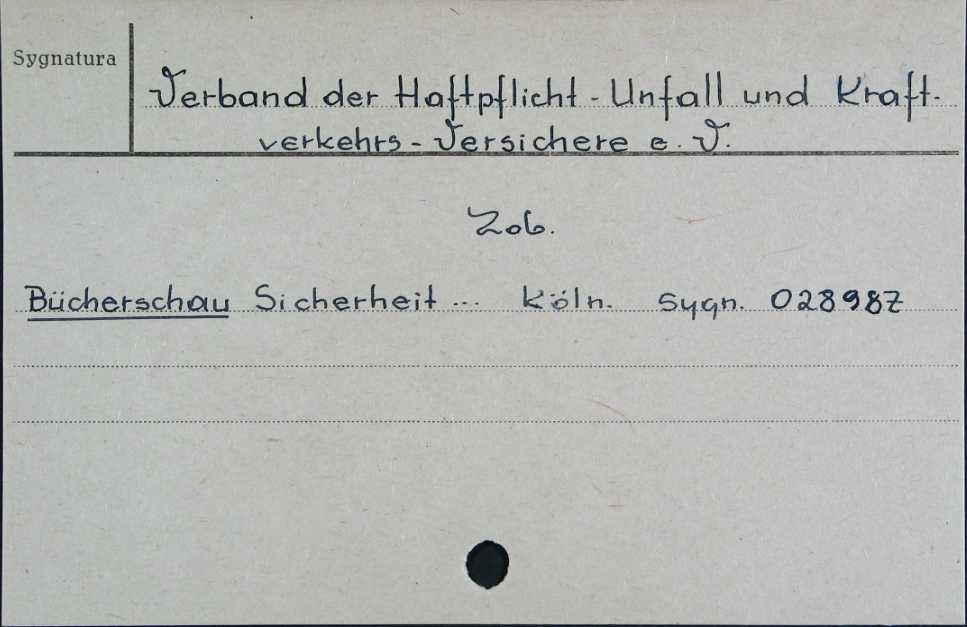 Sygnatura
Verband der Haftpflicht - Unfall und Kraft-
verkehrs - Versichere e. V.
Zob.
Bücherschau Sicherheit ... Köln. Sygn. 028987